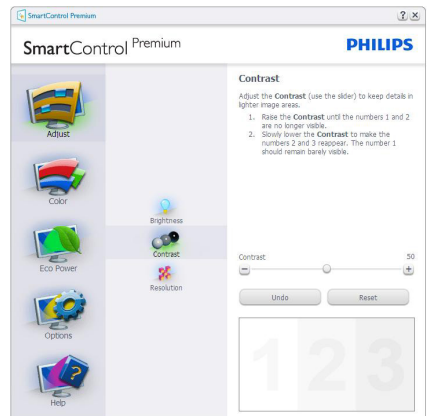 SmartControl Premium
SmartControl Premium
PHILIPS
Adjust
Color
Eco Power
Options
Help
Brightness
Contrast
Resolution
Contrast
Adjust the Contrast (use the slider) to keep details in
lighter image areas.
1. Rase the Contrast until the numbers 1 and 2
are no longer visible.
2. Slowly lower the Contrast to make the
numbers 2 and 3 reappear. The number 1
should remain barely visible.
Contrast 50
Undo Reset
1 2 3